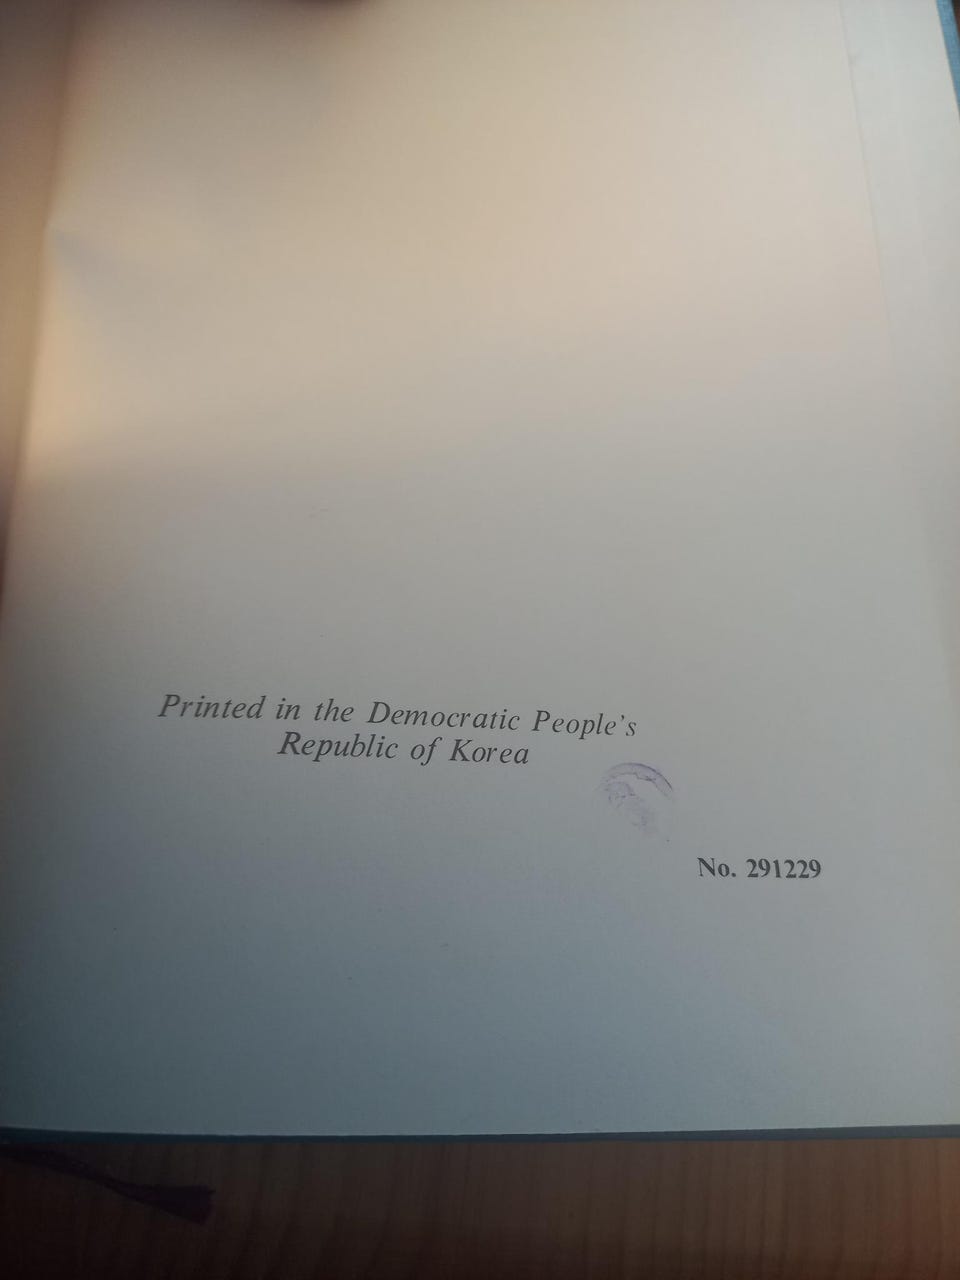 Printed in the Democratic People's
Republic of Korea
No. 291229